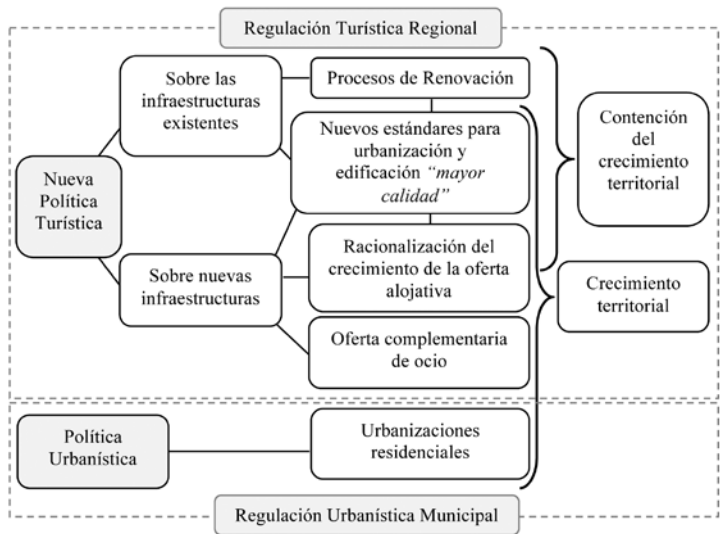 Regulación Turística Regional
Sobre las
infraestructuras
existentes
Procesos de Renovación
Nuevos estándares para
urbanización y
edificación “mayor
calidad”
Contención
del
crecimiento
territorial
Nueva
Política
Turística
Sobre nuevas
infraestructuras
Racionalización del
crecimiento de la oferta
alojativa
Crecimiento
territorial
Oferta complementaria
de ocio
Política
Urbanística
Urbanizaciones
residenciales
Regulación Urbanística Municipal